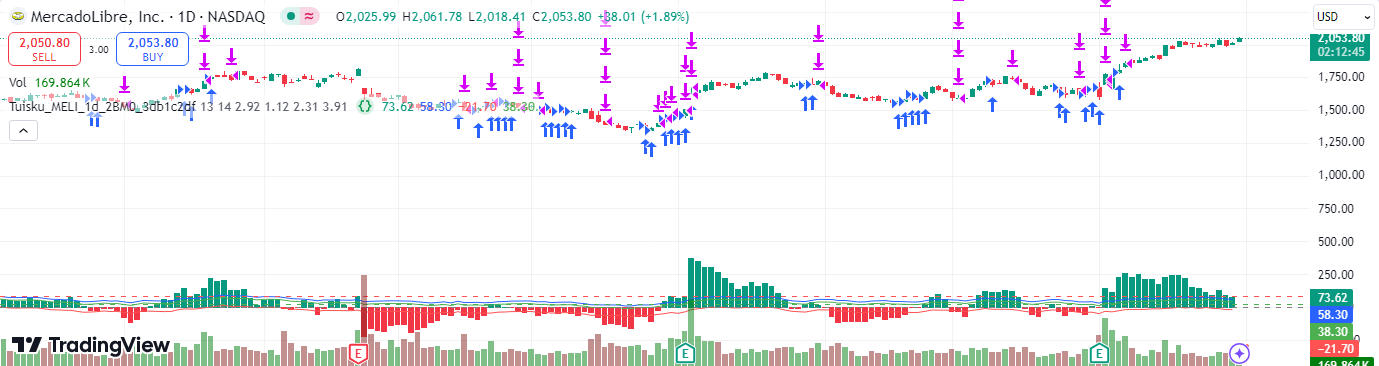 MercadoLibre, Inc. · 1D · NASDAQ O2,025.99 H2,061.78 L2,018.41 C2,053.80 +38.01 (+1.89%)
USD
2,050.80 3.00 2,053.80
SELL BUY
2,053.80
02:12:45
Vol 169.864K
1,750.00
Tuisku_MELI_1d_2BM0_3db1c2df 13 14 2.92 1.12 2.31 3.91 73.62 58.30 −21.70 38.30
1,500.00
1,250.00
1,000.00
750.00
500.00
250.00
73.62
58.30
38.30
−21.70
169.864K
TradingView
E E E